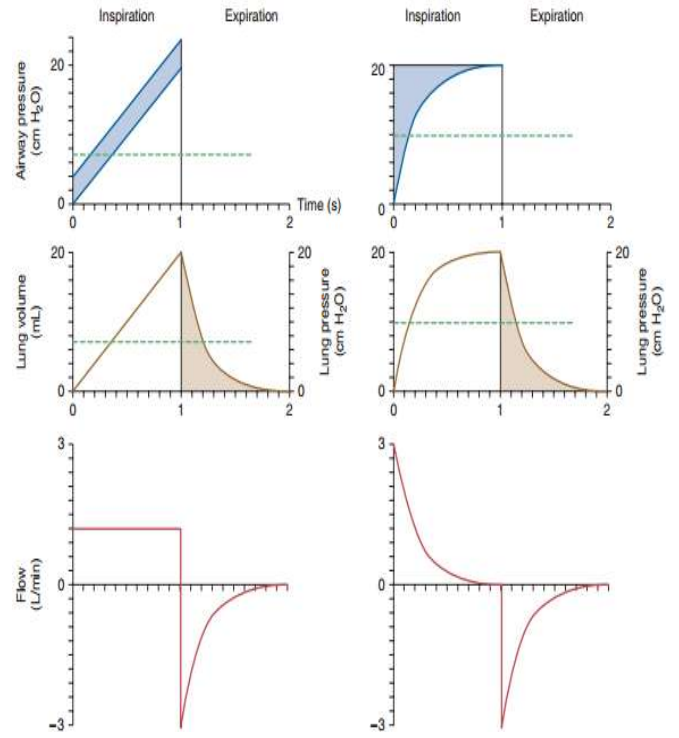 Inspiration Expiration
Inspiration Expiration
Airway pressure
(cm H₂O)
20
0
0 1 2
Time (s)
20
0
0 1 2
Lung volume
(mL)
20
0
0 1 2
20
0
Lung pressure
(cm H₂O)
20
0
0 1 2
20
0
Lung pressure
(cm H₂O)
Flow
(L/min)
3
0
–3
3
0
–3